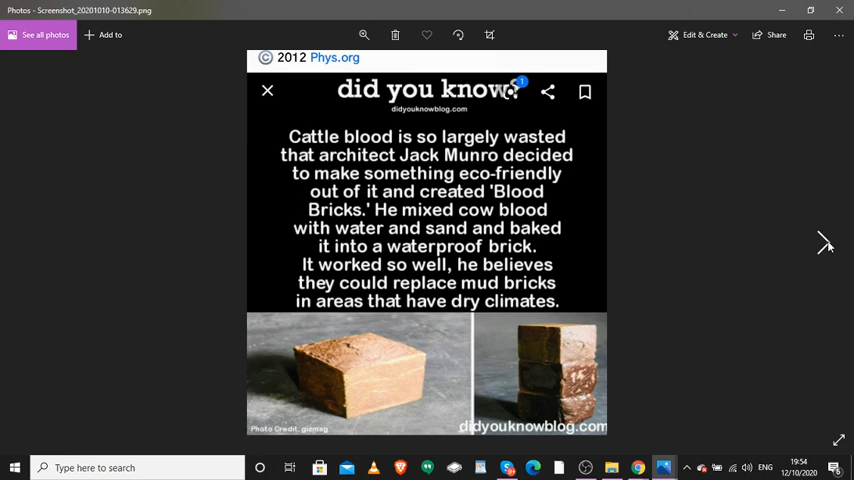 Photos - Screenshot_20201010-013629.png
See all photos
Add to
Edit & Create
Share
© 2012 Phys.org
did you know?
1
didyouknowblog.com
Cattle blood is so largely wasted
that architect Jack Munro decided
to make something eco-friendly
out of it and created 'Blood
Bricks.' He mixed cow blood
with water and sand and baked
it into a waterproof brick.
It worked so well, he believes
they could replace mud bricks
in areas that have dry climates.
Photo Credit: gizmag
didyouknowblog.com
Type here to search
ENG
19:54
12/10/2020